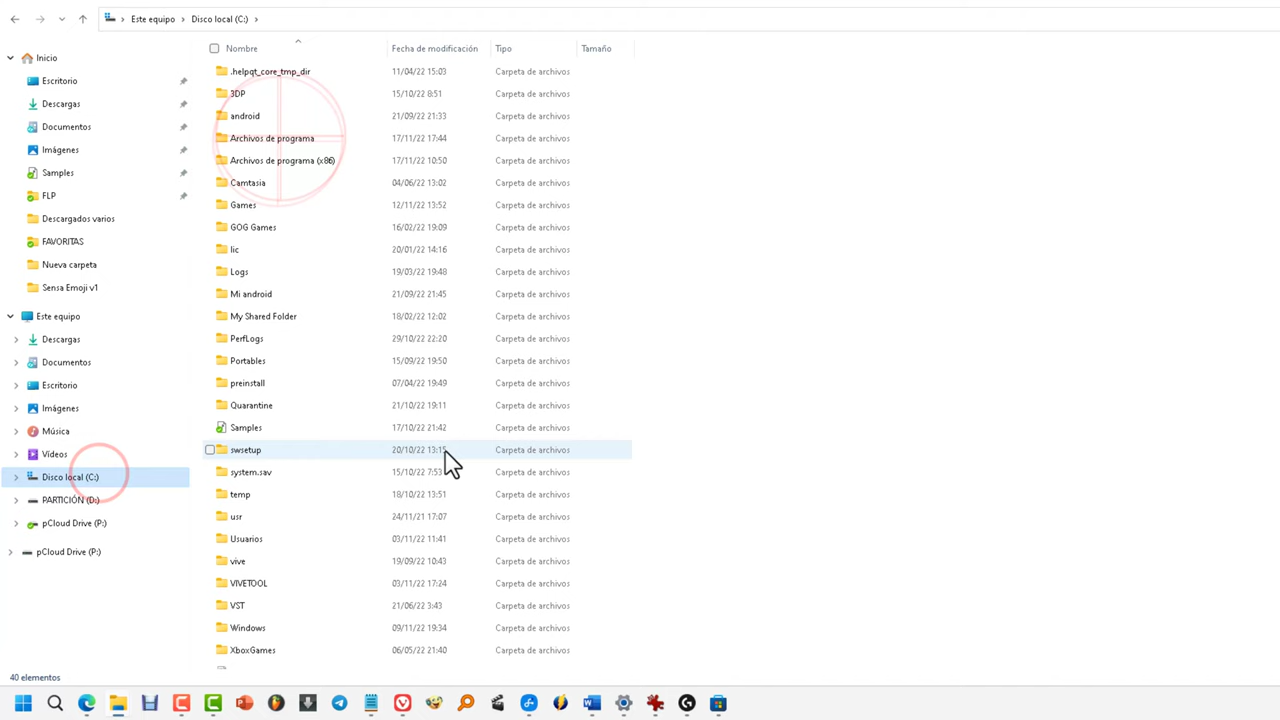 Este equipo > Disco local (C:) >
Nombre Fecha de modificación Tipo Tamaño
Inicio
Escritorio
Descargas
Documentos
Imágenes
Samples
FLP
Descargados varios
FAVORITAS
Nueva carpeta
Sensa Emoji v1
Este equipo
Descargas
Documentos
Escritorio
Imágenes
Música
Vídeos
Disco local (C:)
PARTICIÓN (D:)
pCloud Drive (P:)
pCloud Drive (P:)
.helpqt_core_tmp_dir 11/04/22 15:03 Carpeta de archivos
3DP 15/10/22 8:51 Carpeta de archivos
android 21/09/22 21:33 Carpeta de archivos
Archivos de programa 17/11/22 17:44 Carpeta de archivos
Archivos de programa (x86) 17/11/22 10:50 Carpeta de archivos
Camtasia 04/06/22 13:02 Carpeta de archivos
Games 12/11/22 13:52 Carpeta de archivos
GOG Games 16/02/22 19:09 Carpeta de archivos
lic 20/01/22 14:16 Carpeta de archivos
Logs 19/03/22 19:48 Carpeta de archivos
Mi android 21/09/22 21:45 Carpeta de archivos
My Shared Folder 18/02/22 12:02 Carpeta de archivos
PerfLogs 29/10/22 22:20 Carpeta de archivos
Portables 15/09/22 19:50 Carpeta de archivos
preinstall 07/04/22 19:49 Carpeta de archivos
Quarantine 21/10/22 19:11 Carpeta de archivos
Samples 17/10/22 21:42 Carpeta de archivos
swsetup 20/10/22 13:15 Carpeta de archivos
system.sav 15/10/22 7:53 Carpeta de archivos
temp 18/10/22 13:51 Carpeta de archivos
usr 24/11/21 17:07 Carpeta de archivos
Usuarios 03/11/22 11:41 Carpeta de archivos
vive 19/09/22 10:43 Carpeta de archivos
VIVETOOL 03/11/22 17:24 Carpeta de archivos
VST 21/06/22 3:43 Carpeta de archivos
Windows 09/11/22 19:34 Carpeta de archivos
XboxGames 06/05/22 21:40 Carpeta de archivos
40 elementos